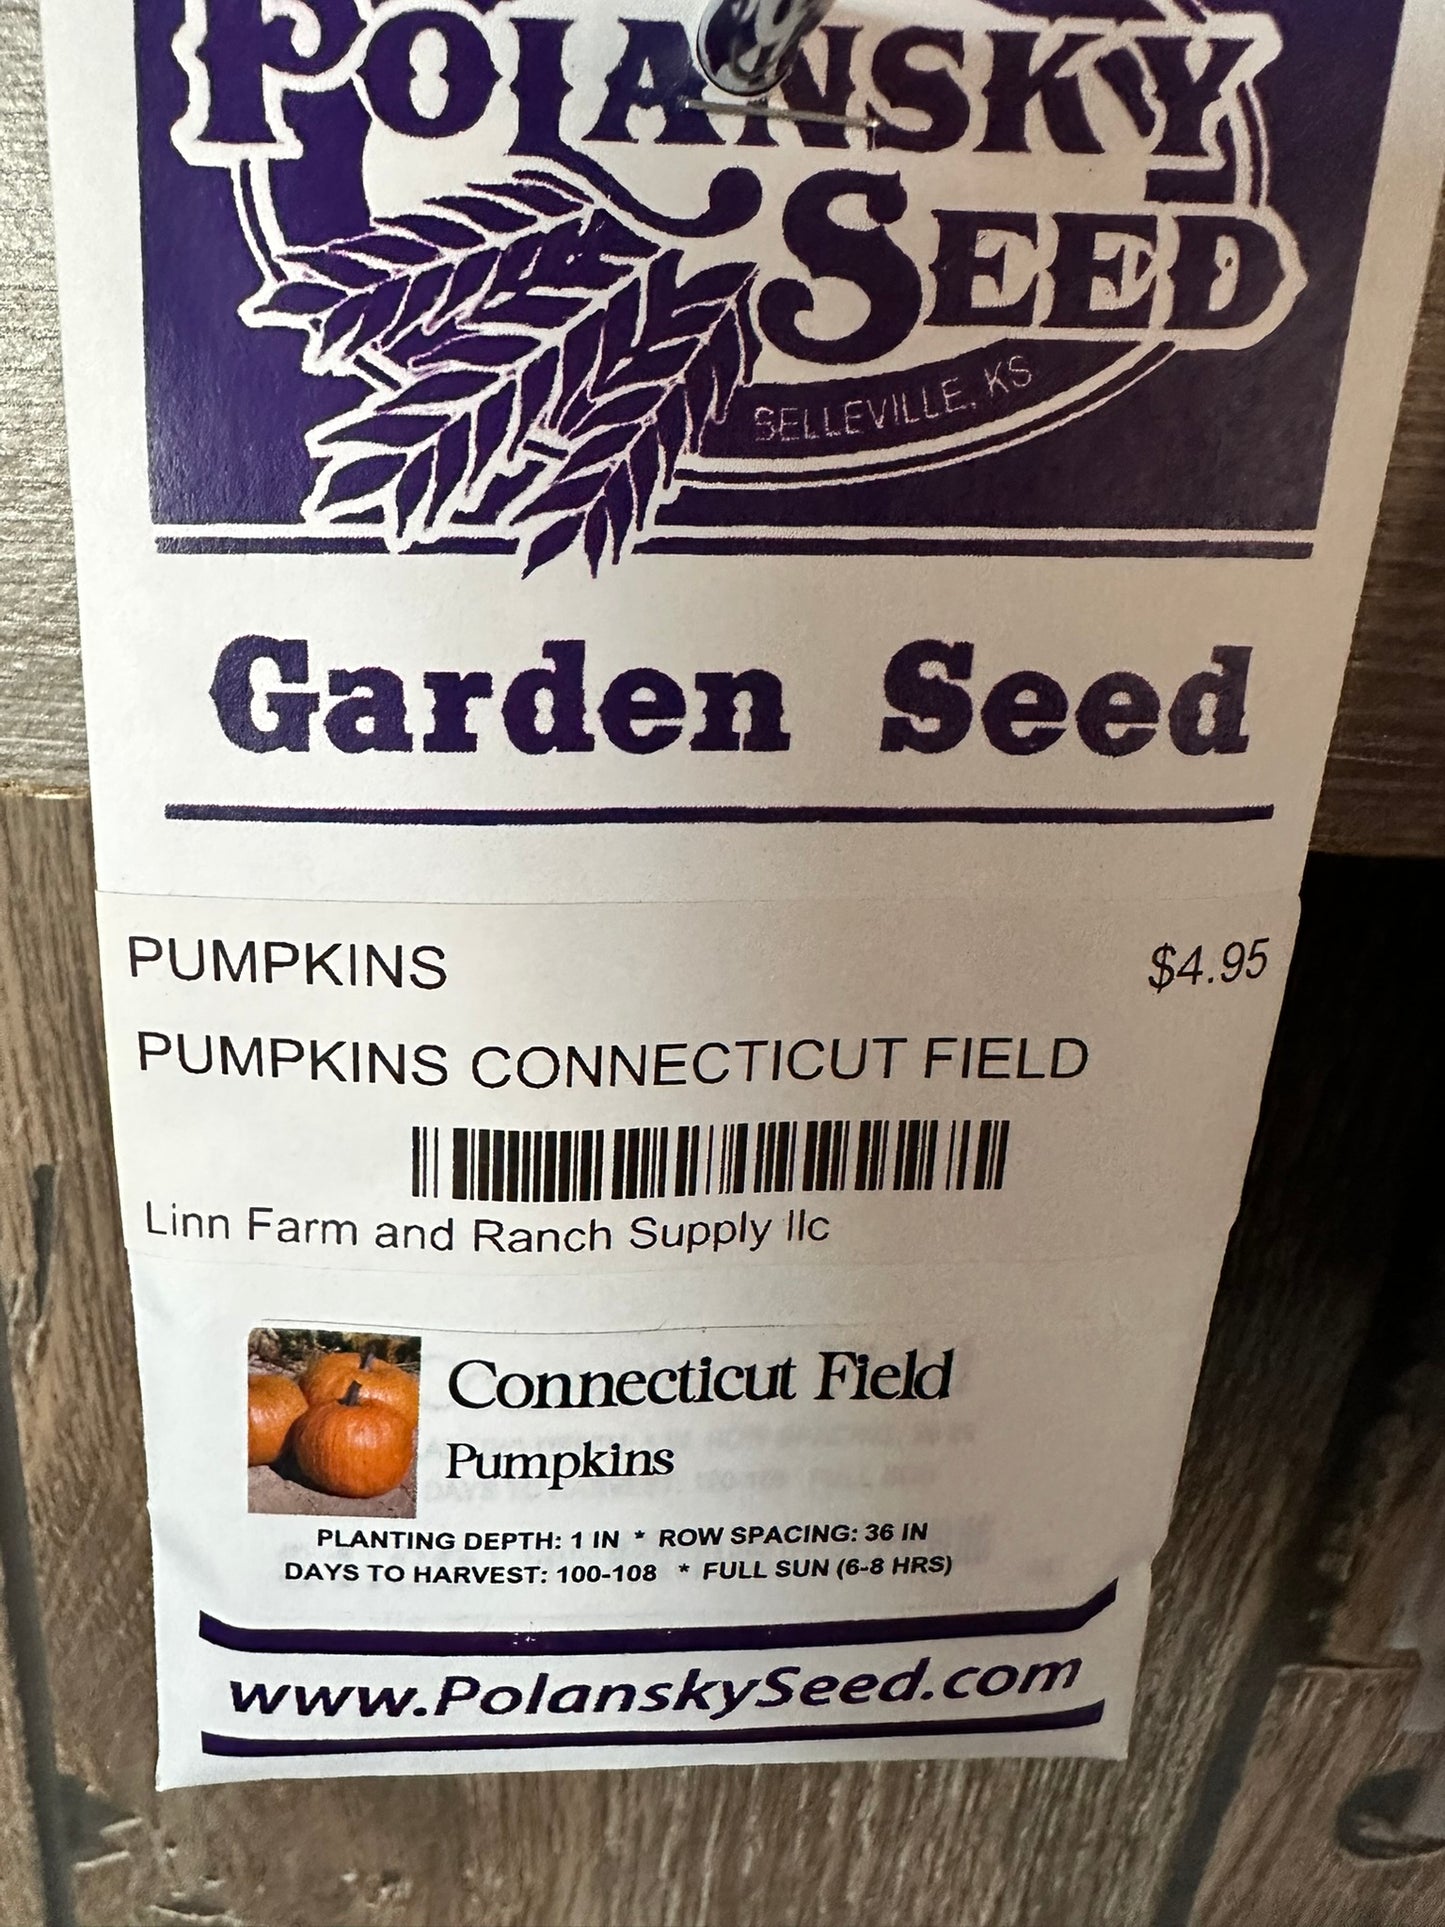 POLANSKY
SEED
BELLEVILLE, KS
Garden Seed
PUMPKINS $4.95
PUMPKINS CONNECTICUT FIELD
Linn Farm and Ranch Supply llc
Connecticut Field
Pumpkins
PLANTING DEPTH: 1 IN * ROW SPACING: 36 IN
DAYS TO HARVEST: 100-108 * FULL SUN (6-8 HRS)
www.PolanskySeed.com